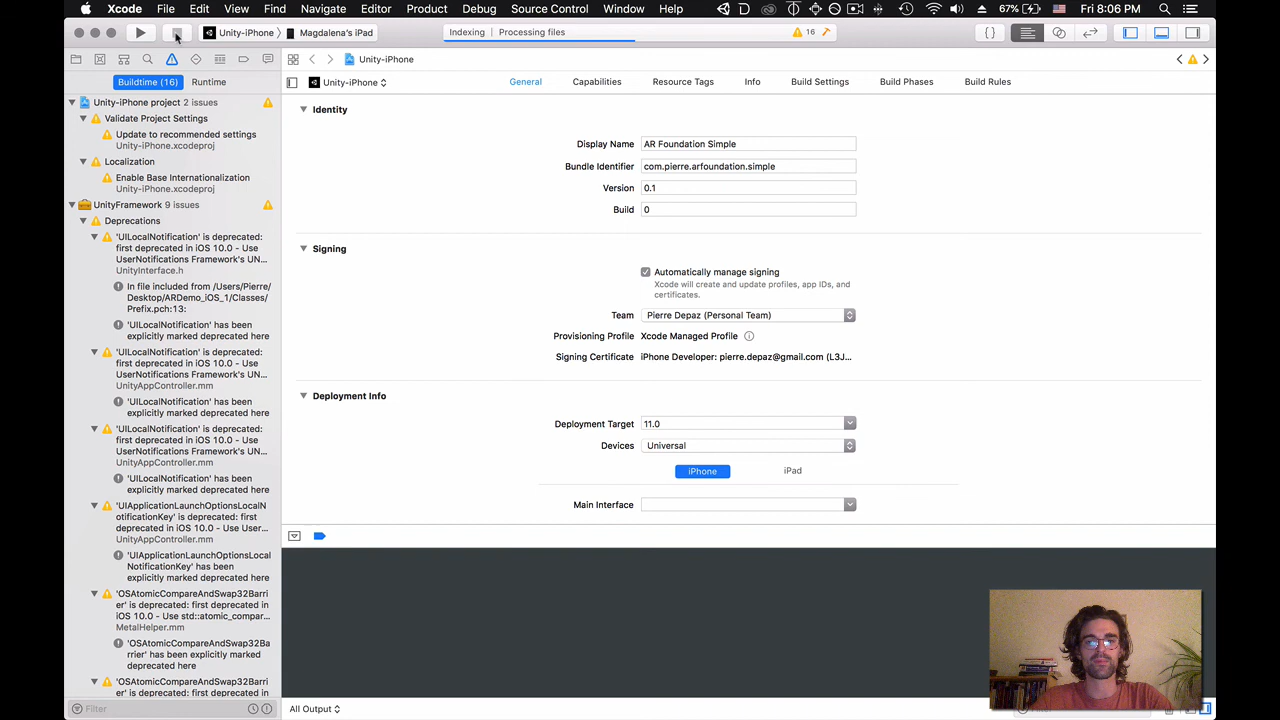 Xcode File Edit View Find Navigate Editor Product Debug Source Control Window Help 67% Fri 8:06 PM
Unity-iPhone Magdalena's iPad Indexing Processing files 16
Unity-iPhone
Buildtime (16) Runtime
Unity-iPhone General Capabilities Resource Tags Info Build Settings Build Phases Build Rules
Unity-iPhone project 2 issues
Validate Project Settings
Update to recommended settings
Unity-iPhone.xcodeproj
Localization
Enable Base Internationalization
Unity-iPhone.xcodeproj
UnityFramework 9 issues
Deprecations
'UILocalNotification' is deprecated:
first deprecated in iOS 10.0 - Use
UserNotifications Framework's UN...
UnityInterface.h
In file included from /Users/Pierre/
Desktop/ARDemo_iOS_1/Classes/
Prefix.pch:13:
'UILocalNotification' has been
explicitly marked deprecated here
'UILocalNotification' is deprecated:
first deprecated in iOS 10.0 - Use
UserNotifications Framework's UN...
UnityAppController.mm
'UILocalNotification' has been
explicitly marked deprecated here
'UILocalNotification' is deprecated:
first deprecated in iOS 10.0 - Use
UserNotifications Framework's UN...
UnityAppController.mm
'UILocalNotification' has been
explicitly marked deprecated here
'UIApplicationLaunchOptionsLocalN
otificationKey' is deprecated: first
deprecated in iOS 10.0 - Use User...
UnityAppController.mm
'UIApplicationLaunchOptionsLocal
NotificationKey' has been
explicitly marked deprecated here
'OSAtomicCompareAndSwap32Barri
er' is deprecated: first deprecated in
iOS 10.0 - Use std::atomic_compar...
MetalHelper.mm
'OSAtomicCompareAndSwap32Ba
rrier' has been explicitly marked
deprecated here
'OSAtomicCompareAndSwap32Barri
er' is deprecated: first deprecated in
Filter
Identity
Display Name AR Foundation Simple
Bundle Identifier com.pierre.arfoundation.simple
Version 0.1
Build 0
Signing
Automatically manage signing
Xcode will create and update profiles, app IDs, and
certificates.
Team Pierre Depaz (Personal Team)
Provisioning Profile Xcode Managed Profile
Signing Certificate iPhone Developer: pierre.depaz@gmail.com (L3J...
Deployment Info
Deployment Target 11.0
Devices Universal
iPhone iPad
Main Interface
All Output